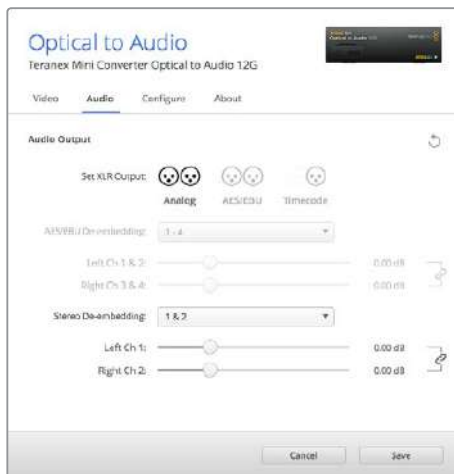 Optical to Audio
Teranex Mini Converter Optical to Audio 12G
Video Audio Configure About
Audio Output
Set XLR Output:
Analog AES/EBU Timecode
AES/EBU De-embedding: 1 - 4
Left Ch 1 & 2: 0.00 dB
Right Ch 3 & 4: 0.00 dB
Stereo De-embedding: 1 & 2
Left Ch 1: 0.00 dB
Right Ch 2: 0.00 dB
Cancel Save